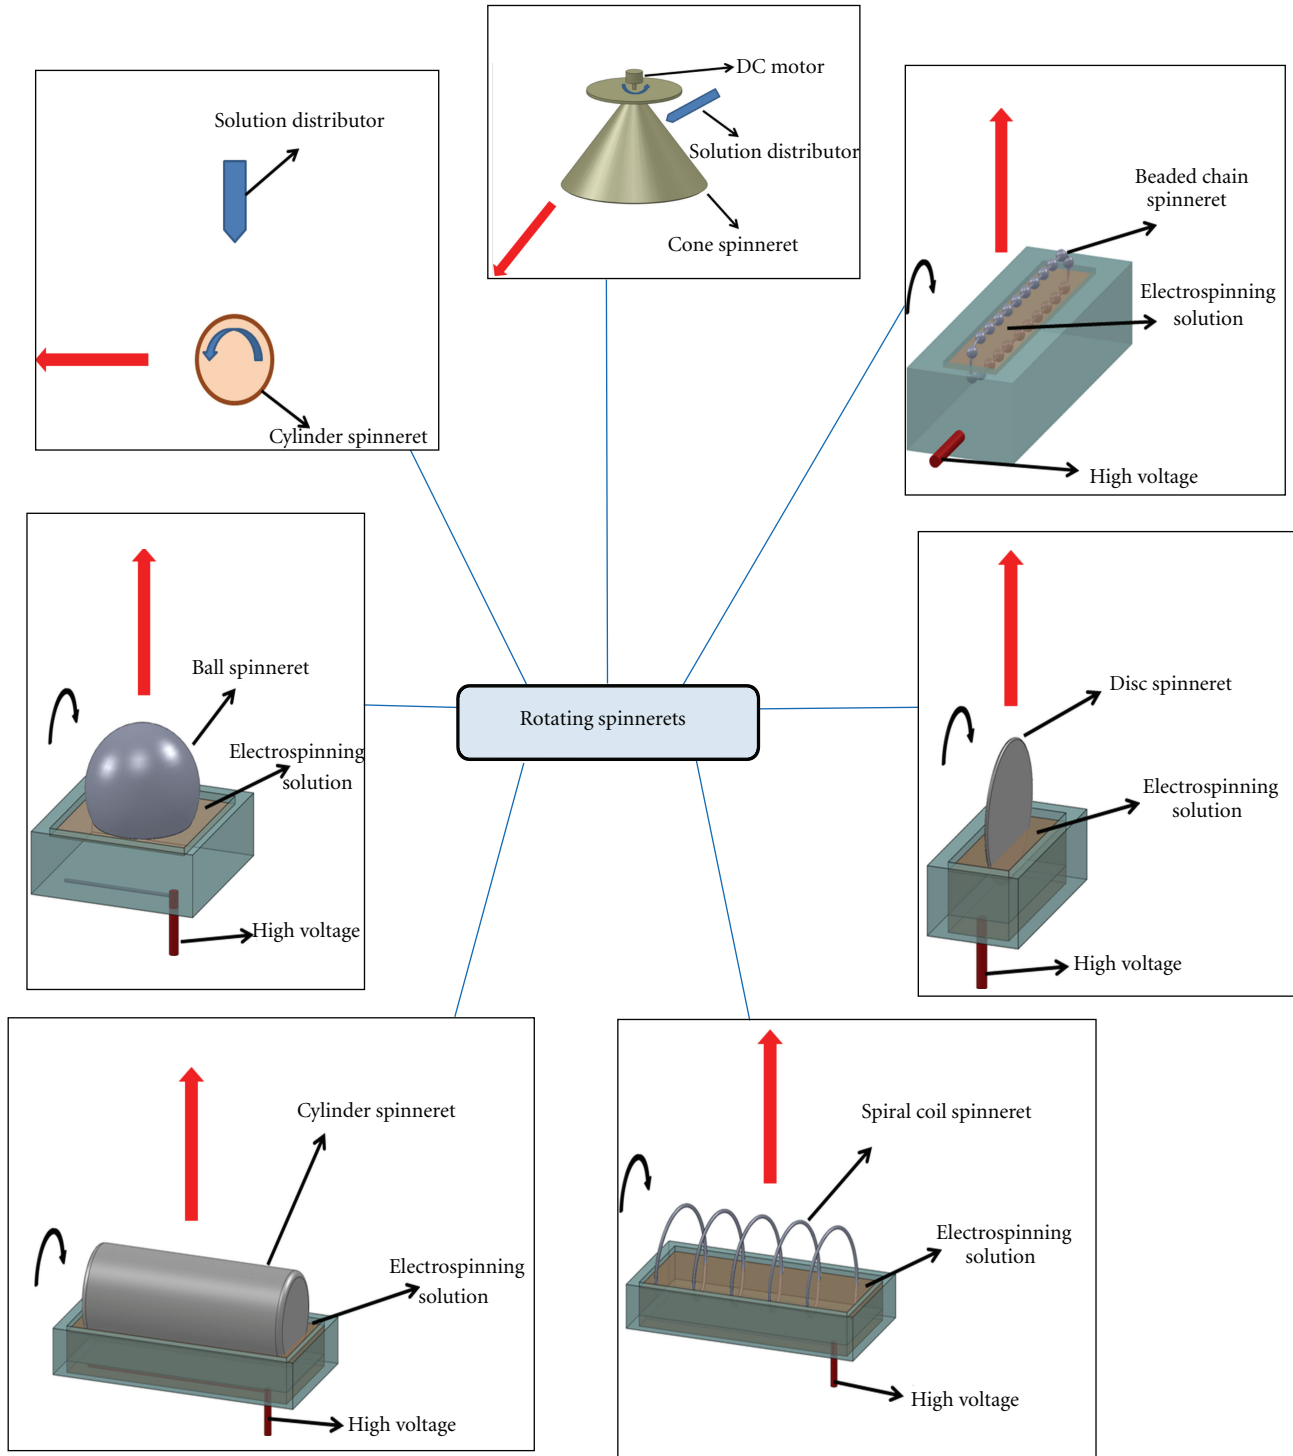 DC motor
Solution distributor
Cone spinneret
Solution distributor
Cylinder spinneret
Beaded chain
spinneret
Electrospinning
solution
High voltage
Ball spinneret
Electrospinning
solution
High voltage
Rotating spinnerets
Disc spinneret
Electrospinning
solution
High voltage
Cylinder spinneret
Electrospinning
solution
High voltage
Spiral coil spinneret
Electrospinning
solution
High voltage